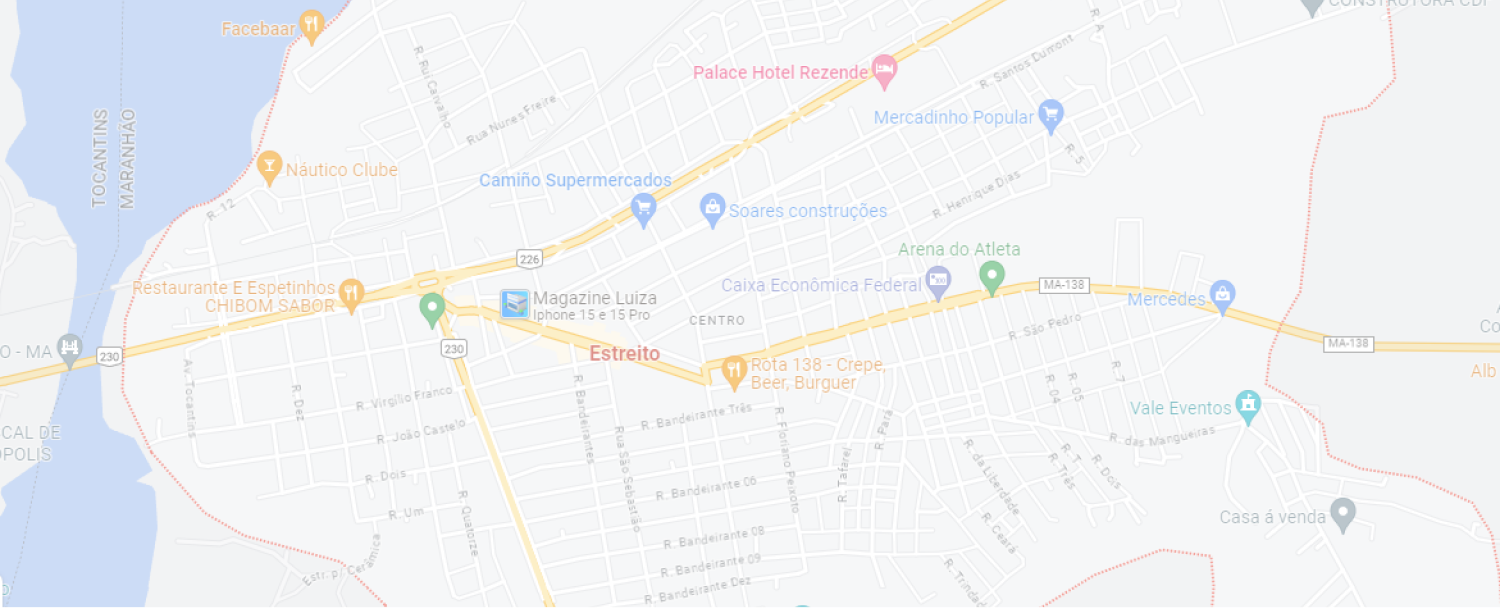 CONSTRUTORA CDI
Facebaar
R. Rui Carvalho
R. A
Palace Hotel Rezende
R. Santos Dumont
TOCANTINS
MARANHÃO
Rua Nunes Freire
Mercadinho Popular
R. 5
Náutico Clube
Camiño Supermercados
R. Henrique Dias
R. 12
Soares construções
226
Arena do Atleta
Restaurante E Espetinhos
CHIBOM SABOR
Magazine Luiza
Iphone 15 e 15 Pro
Caixa Econômica Federal
MA-138
Mercedes
CENTRO
R. São Pedro
O - MA
230
230
Estreito
MA-138
Rota 138 - Crepe,
Beer, Burguer
Alb
Av. Tocantins
R. Dez
R. Virgílio Franco
R. Bandeirantes
R. Bandeirante Três
R. Floriano Peixoto
R. Pará
R. 04
R. 05
R. 7
Vale Eventos
SCAL DE
OPOLIS
R. João Castelo
Rua São Sebastião
R. das Mangueiras
R. Dois
R. Tafarel
R. da Liberdade
R. T
R. Três
R. Dois
R. Bandeirante 06
R. Um
R. Quatorze
Casa á venda
R. Bandeirante 08
R. Ceará
Estr. p/ Cerâmica
R. Bandeirante 09
R. Bandeirante Dez
R. Trindad